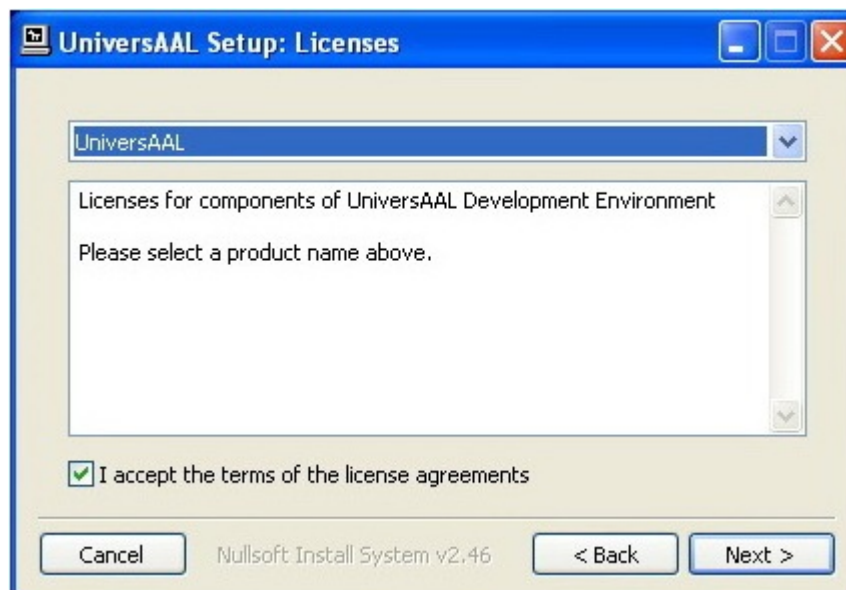 UniversAAL Setup: Licenses
UniversAAL
Licenses for components of UniversAAL Development Environment
Please select a product name above.
I accept the terms of the license agreements
Cancel
Nullsoft Install System v2.46
< Back
Next >